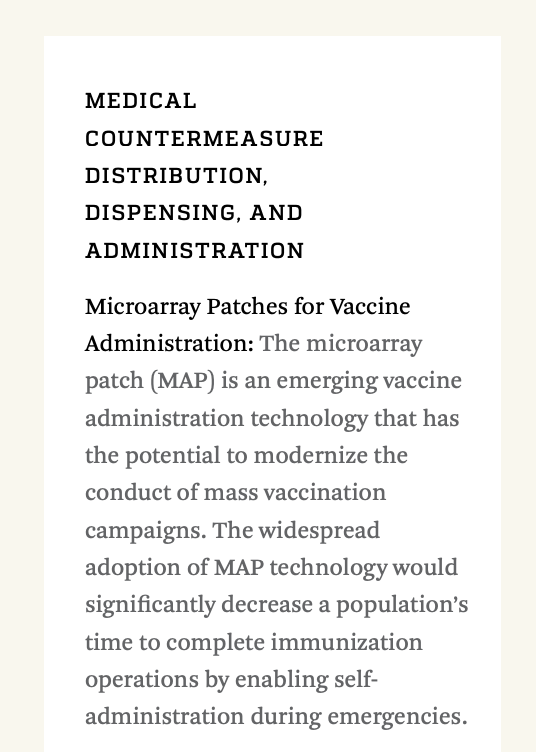 MEDICAL
COUNTERMEASURE
DISTRIBUTION,
DISPENSING, AND
ADMINISTRATION
Microarray Patches for Vaccine
Administration: The microarray
patch (MAP) is an emerging vaccine
administration technology that has
the potential to modernize the
conduct of mass vaccination
campaigns. The widespread
adoption of MAP technology would
significantly decrease a population’s
time to complete immunization
operations by enabling self-
administration during emergencies.